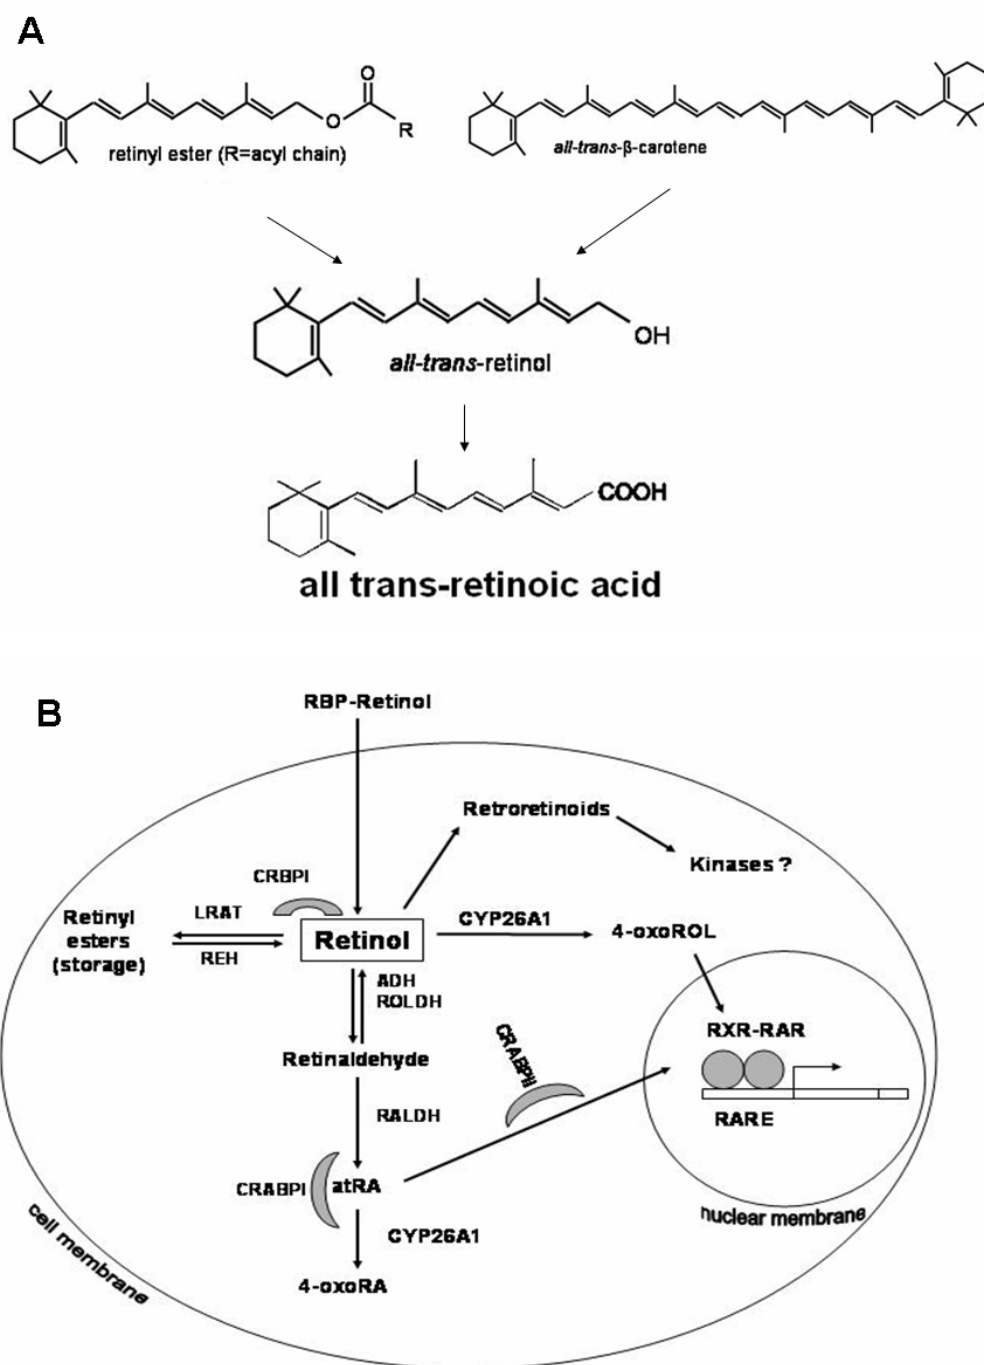 A
O
O
R
retinyl ester (R=acyl chain)
all-trans-β-carotene
OH
all-trans-retinol
COOH
all trans-retinoic acid
B
RBP-Retinol
Retroretinoids
Kinases ?
CRBPI
LRAT
Retinyl
esters
(storage)
REH
Retinol
CYP26A1
4-oxoROL
ADH
ROLDH
Retinaldehyde
CRABPII
RXR-RAR
RARE
RALDH
CRABPI
atRA
nuclear membrane
CYP26A1
cell membrane
4-oxoRA